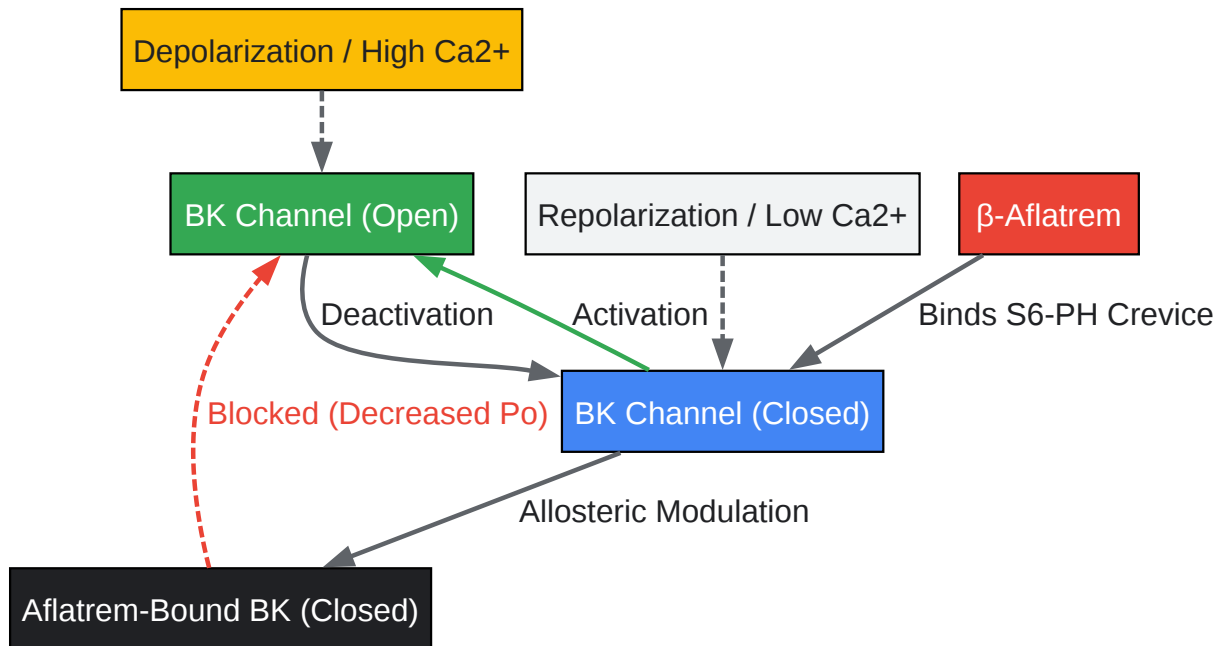 Depolarization / High Ca2+
BK Channel (Open)
Repolarization / Low Ca2+
β-Aflatrem
Deactivation
Activation
Binds S6-PH Crevice
Blocked (Decreased Po)
BK Channel (Closed)
Allosteric Modulation
Aflatrem-Bound BK (Closed)